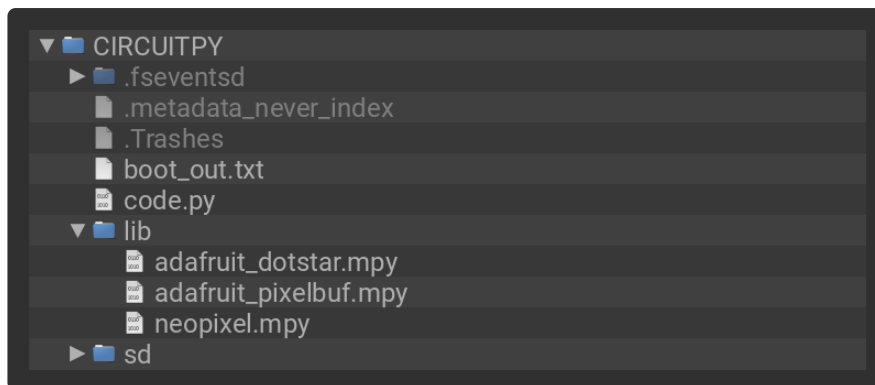 CIRCUITPY
.fseventsd
.metadata_never_index
.Trashes
boot_out.txt
code.py
lib
adafruit_dotstar.mpy
adafruit_pixelbuf.mpy
neopixel.mpy
sd